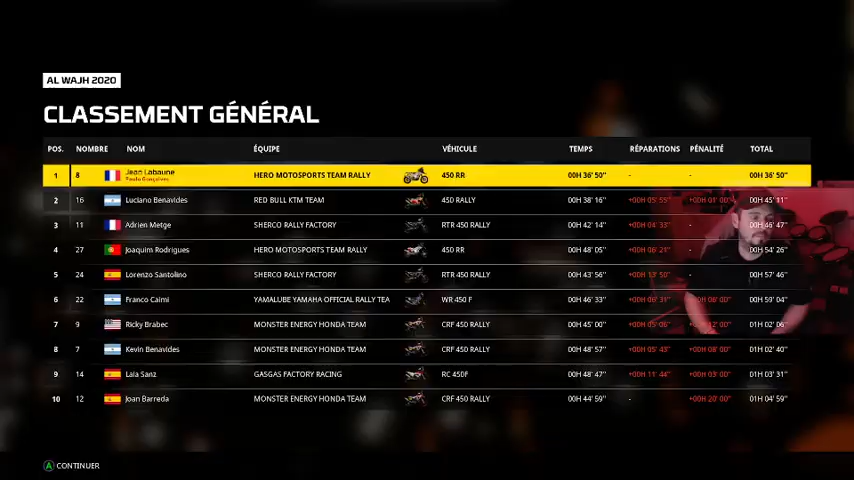 AL WAJH 2020
CLASSEMENT GÉNÉRAL
POS. NOMBRE NOM ÉQUIPE VÉHICULE TEMPS RÉPARATIONS PÉNALITÉ TOTAL
1 8 Jean Labaune HERO MOTOSPORTS TEAM RALLY 450 RR 00H 36' 50'' - - 00H 36' 50''
Paulo Gonçalves
2 16 Luciano Benavides RED BULL KTM TEAM 450 RALLY 00H 38' 16'' +00H 05' 55'' +00H 01' 00'' 00H 45' 11''
3 11 Adrien Metge SHERCO RALLY FACTORY RTR 450 RALLY 00H 42' 14'' +00H 04' 33'' - 00H 46' 47''
4 27 Joaquim Rodrigues HERO MOTOSPORTS TEAM RALLY 450 RR 00H 48' 05'' +00H 06' 21'' - 00H 54' 26''
5 24 Lorenzo Santolino SHERCO RALLY FACTORY RTR 450 RALLY 00H 43' 56'' +00H 13' 50'' - 00H 57' 46''
6 22 Franco Caimi YAMALUBE YAMAHA OFFICIAL RALLY TEA WR 450 F 00H 46' 33'' +00H 06' 31'' +00H 06' 00'' 00H 59' 04''
7 9 Ricky Brabec MONSTER ENERGY HONDA TEAM CRF 450 RALLY 00H 45' 00'' +00H 05' 06'' 12' 00'' 01H 02' 06''
8 7 Kevin Benavides MONSTER ENERGY HONDA TEAM CRF 450 RALLY 00H 48' 57'' +00H 05' 43'' +00H 08' 00'' 01H 02' 40''
9 14 Laia Sanz GASGAS FACTORY RACING RC 450F 00H 48' 47'' +00H 11' 44'' +00H 03' 00'' 01H 03' 31''
10 12 Joan Barreda MONSTER ENERGY HONDA TEAM CRF 450 RALLY 00H 44' 59'' - +00H 20' 00'' 01H 04' 59''
A CONTINUER